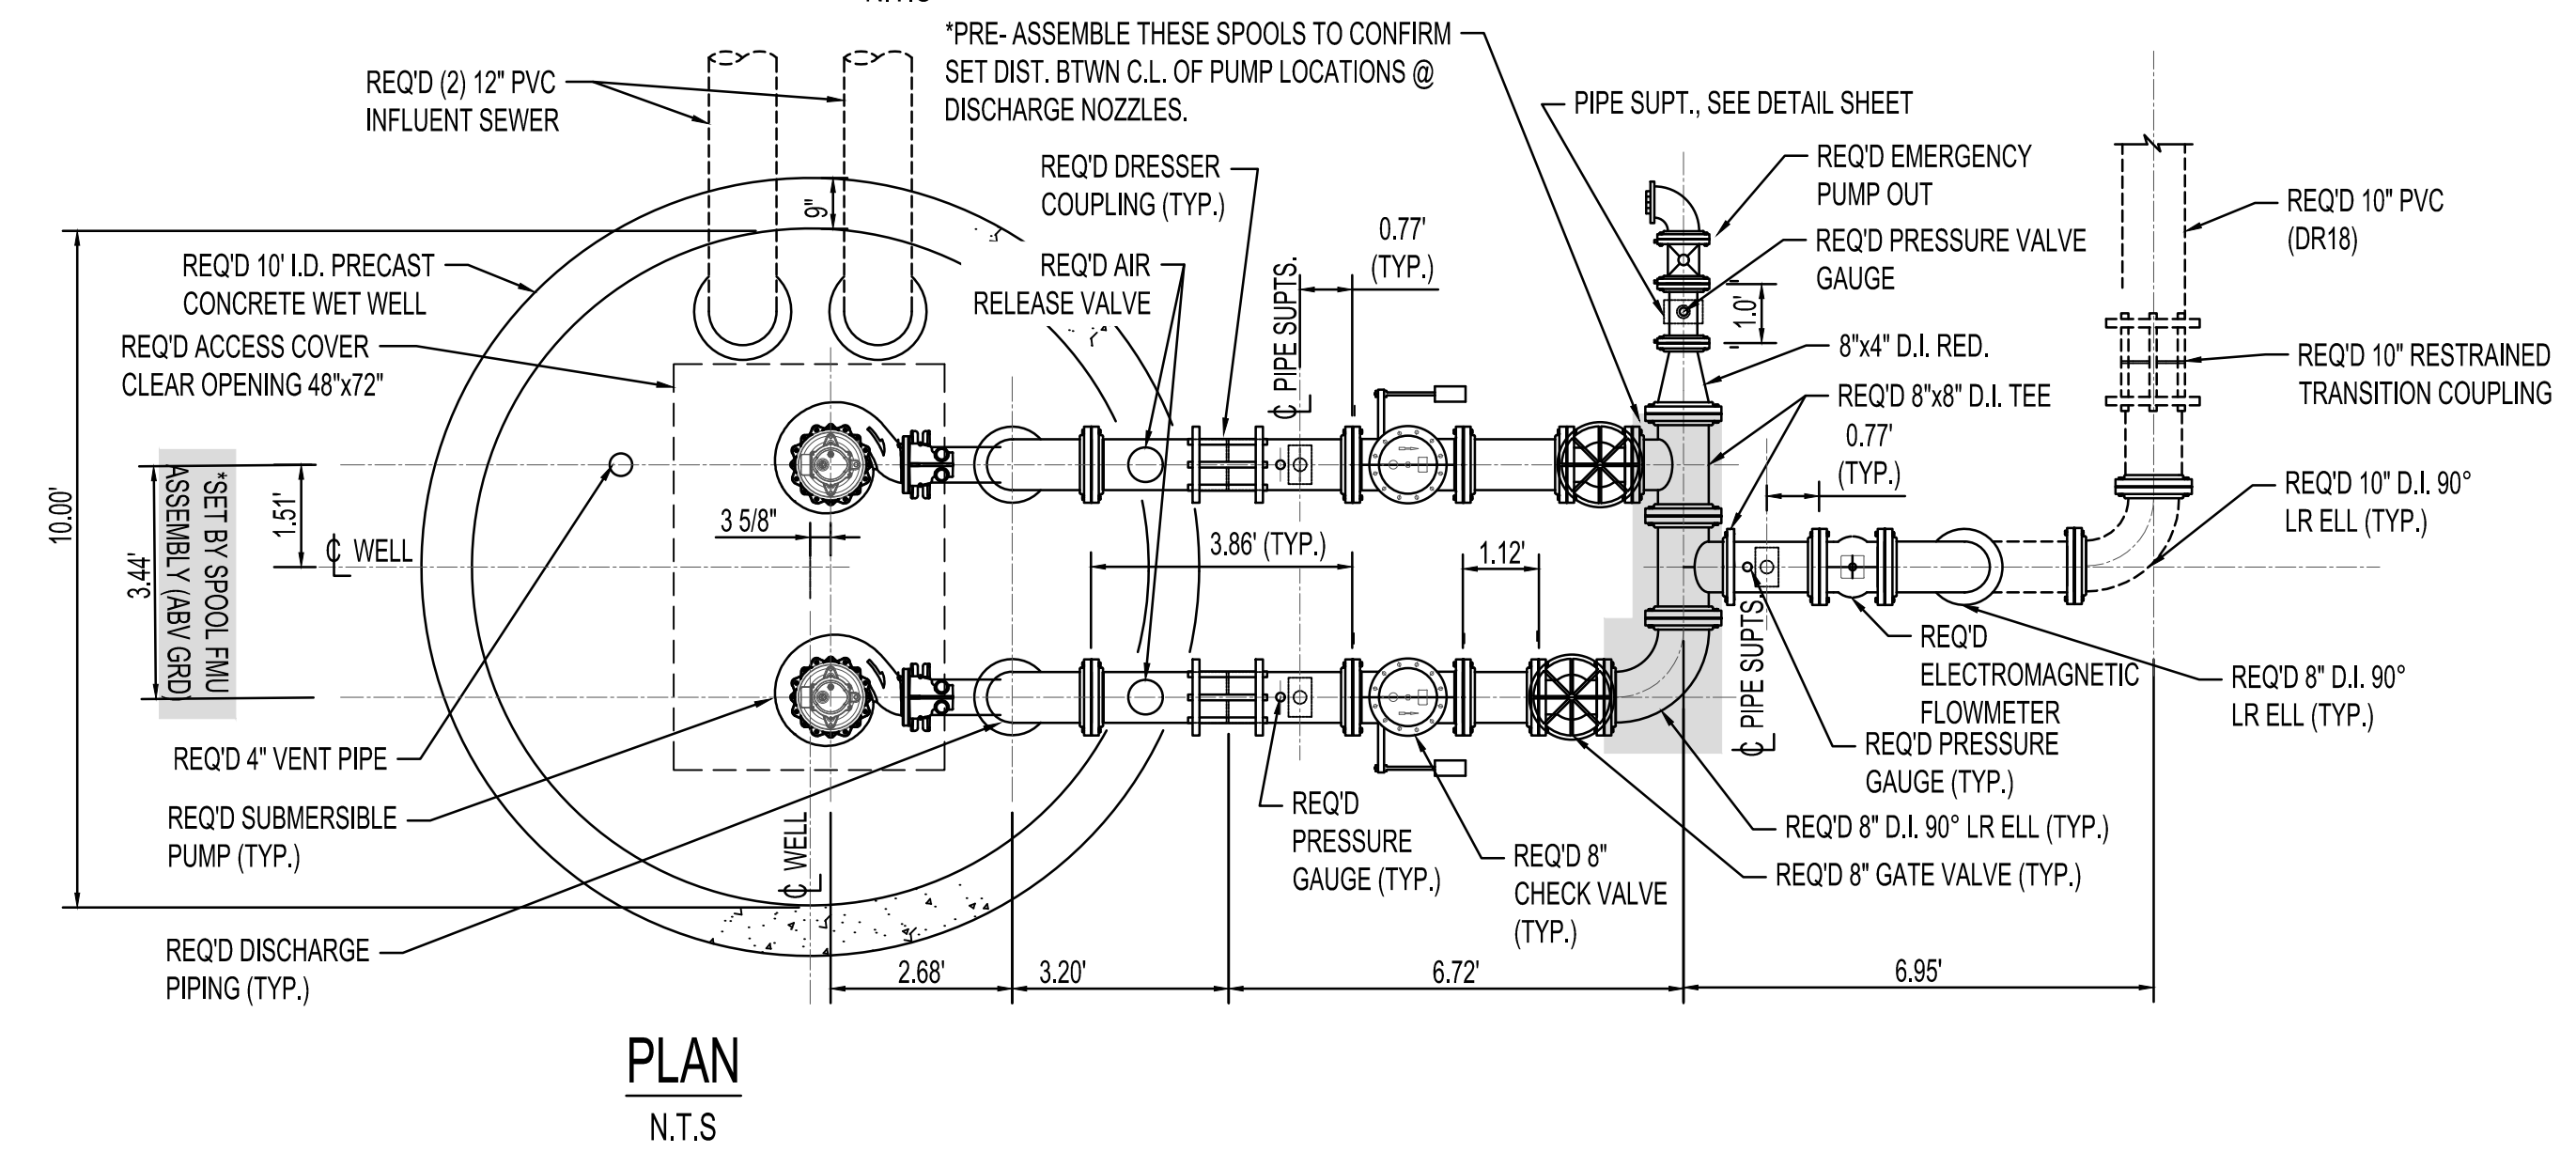 *PRE- ASSEMBLE THESE SPOOLS TO CONFIRM
SET DIST. BTWN C.L. OF PUMP LOCATIONS @
DISCHARGE NOZZLES.
REQ'D (2) 12" PVC
INFLUENT SEWER
PIPE SUPT., SEE DETAIL SHEET
REQ'D DRESSER
COUPLING (TYP.)
REQ'D EMERGENCY
PUMP OUT
REQ'D 10" PVC
(DR18)
9"
0.77'
(TYP.)
REQ'D PRESSURE VALVE
GAUGE
REQ'D 10' I.D. PRECAST
CONCRETE WET WELL
REQ'D AIR
RELEASE VALVE
℄ PIPE SUPTS.
1.0'
REQ'D ACCESS COVER
CLEAR OPENING 48"x72"
8"x4" D.I. RED.
REQ'D 10" RESTRAINED
TRANSITION COUPLING
REQ'D 8"x8" D.I. TEE
0.77'
(TYP.)
10.00'
3.44'
*SET BY SPOOL FMU
ASSEMBLY (ABV GRD)
1.51'
℄ WELL
3 5/8"
3.86' (TYP.)
1.12'
REQ'D 10" D.I. 90°
LR ELL (TYP.)
℄ PIPE SUPTS.
REQ'D
ELECTROMAGNETIC
FLOWMETER
REQ'D 8" D.I. 90°
LR ELL (TYP.)
REQ'D PRESSURE
GAUGE (TYP.)
REQ'D 4" VENT PIPE
REQ'D SUBMERSIBLE
PUMP (TYP.)
℄ WELL
REQ'D
PRESSURE
GAUGE (TYP.)
REQ'D 8"
CHECK VALVE
(TYP.)
REQ'D 8" D.I. 90° LR ELL (TYP.)
REQ'D 8" GATE VALVE (TYP.)
REQ'D DISCHARGE
PIPING (TYP.)
2.68'
3.20'
6.72'
6.95'
PLAN
N.T.S